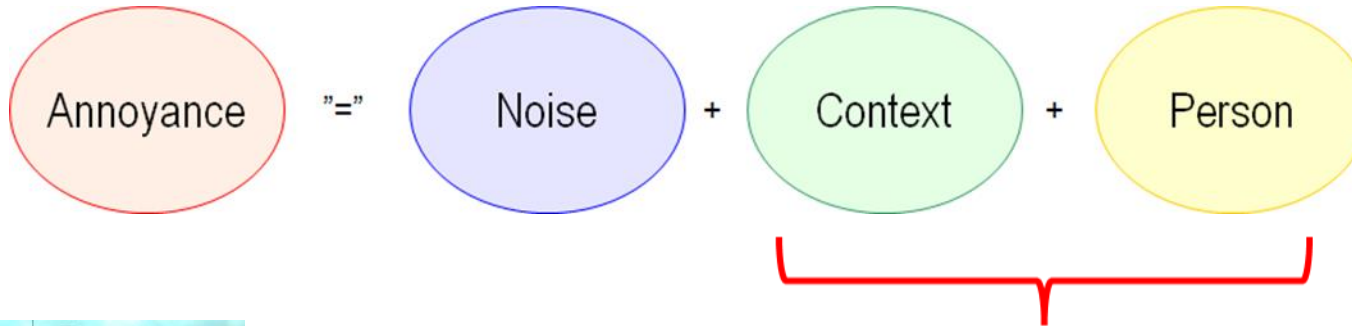 Annoyance ”=” Noise + Context + Person